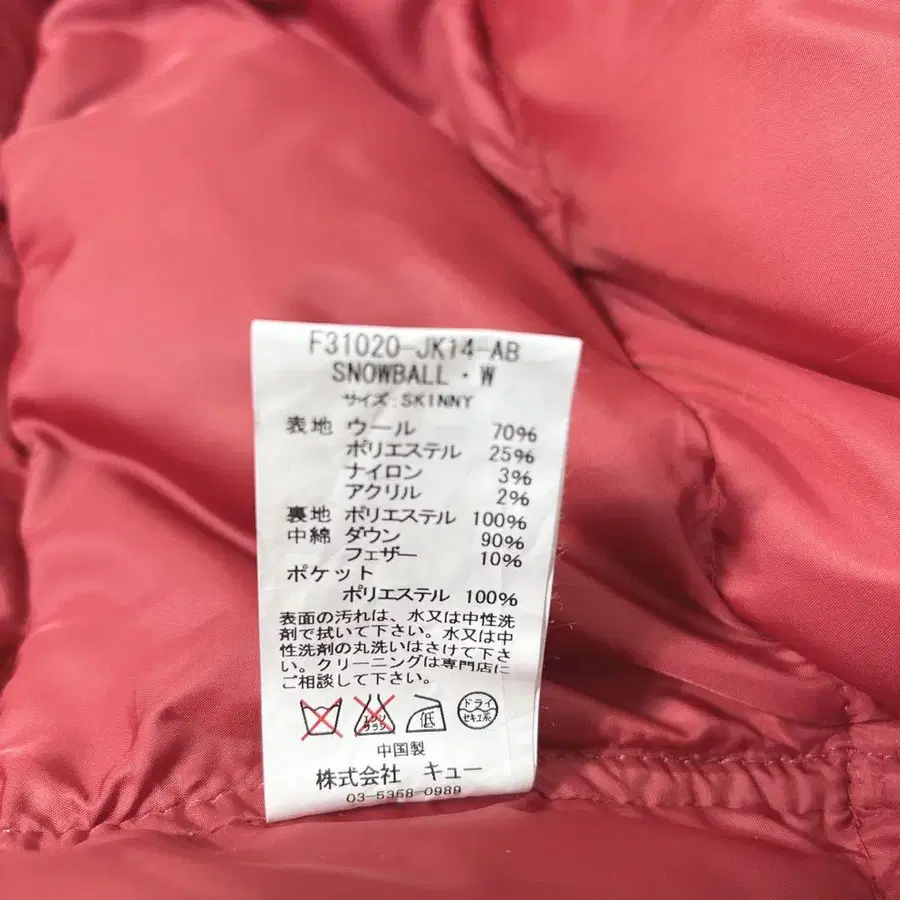 F31020-JK14-AB
SNOWBALL・W
サイズ:SKINNY
表地 ウール 70%
ポリエステル 25%
ナイロン 3%
アクリル 2%
裏地 ポリエステル 100%
中綿 ダウン 90%
フェザー 10%
ポケット
ポリエステル 100%
表面の汚れは、水又は中性洗
剤で拭いて下さい。水又は中
性洗剤の丸洗いはさけて下さ
い。クリーニングは専門店に
ご相談して下さい。
エンソサラシ 低 ドライ セキユ系
中国製
株式会社 キュー
03-5358-0989